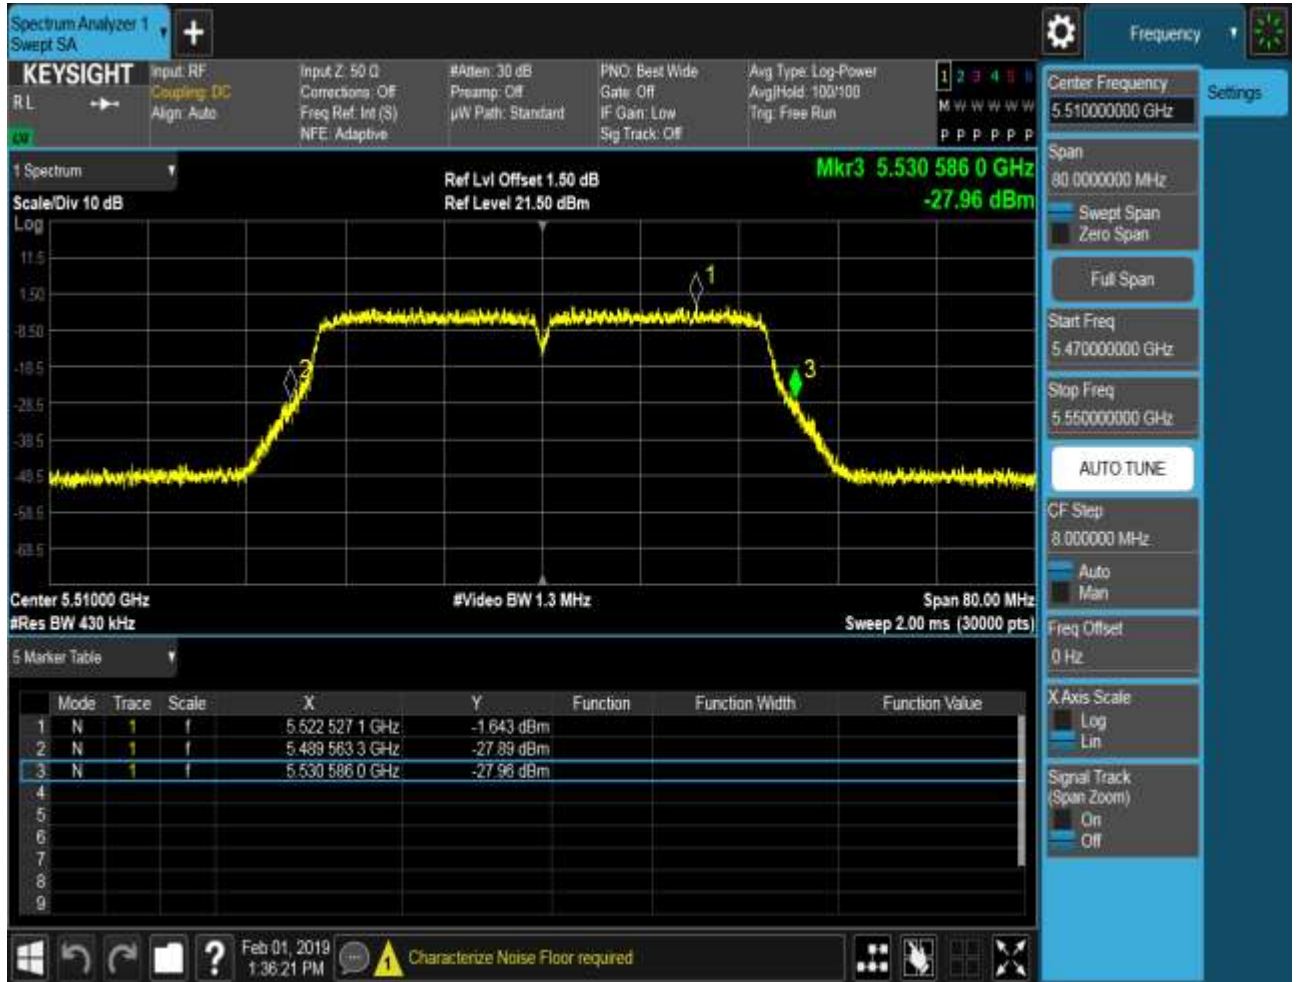 Spectrum Analyzer 1
Swept SA
Frequency
KEYSIGHT
RL
Input: RF
Coupling: DC
Align: Auto
Input Z: 50 Ω
Corrections: Off
Freq Ref: Int (S)
NFE: Adaptive
#Atten: 30 dB
Preamp: Off
µW Path: Standard
PNO: Best Wide
Gate: Off
IF Gain: Low
Sig Track: Off
Avg Type: Log-Power
Avg|Hold: 100/100
Trig: Free Run
1 2 3 4 5 6
M W W W W W
P P P P P P
1 Spectrum
Scale/Div 10 dB
Ref Lvl Offset 1.50 dB
Ref Level 21.50 dBm
Mkr3 5.530 586 0 GHz
-27.96 dBm
Log
11.5
1.50
-8.50
-18.5
-28.5
-38.5
-48.5
-58.5
-68.5
1
2
3
Center 5.51000 GHz
#Video BW 1.3 MHz
Span 80.00 MHz
#Res BW 430 kHz
Sweep 2.00 ms (30000 pts)
5 Marker Table
Mode Trace Scale X Y Function Function Width Function Value
1 N 1 f 5.522 527 1 GHz -1.643 dBm
2 N 1 f 5.489 563 3 GHz -27.89 dBm
3 N 1 f 5.530 586 0 GHz -27.96 dBm
4
5
6
7
8
9
Feb 01, 2019
1:36:21 PM
?
1
Characterize Noise Floor required
Center Frequency
5.510000000 GHz
Settings
Span
80.0000000 MHz
Swept Span
Zero Span
Full Span
Start Freq
5.470000000 GHz
Stop Freq
5.550000000 GHz
AUTO TUNE
CF Step
8.000000 MHz
Auto
Man
Freq Offset
0 Hz
X Axis Scale
Log
Lin
Signal Track
(Span Zoom)
On
Off